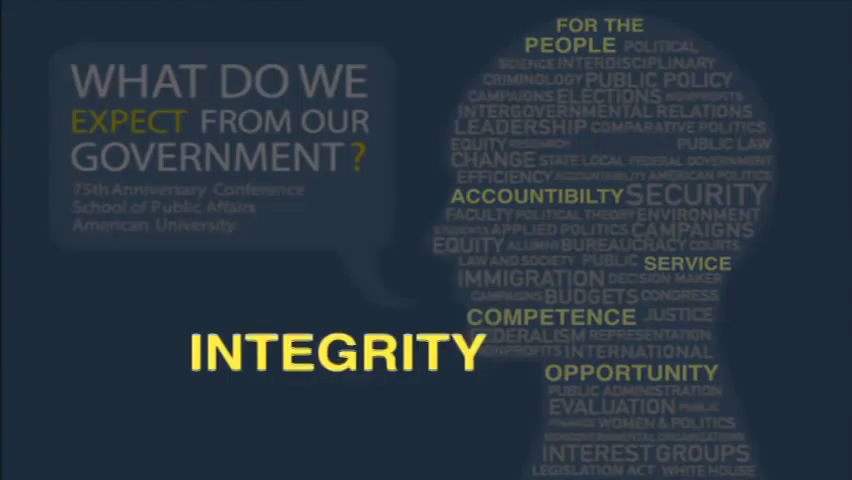 WHAT DO WE
EXPECT FROM OUR
GOVERNMENT?
75th Anniversary Conference
School of Public Affairs
American University
INTEGRITY
FOR THE
PEOPLE POLITICAL
SCIENCE INTERDISCIPLINARY
CRIMINOLOGY PUBLIC POLICY
CAMPAIGNS ELECTIONS NONPROFITS
INTERGOVERNMENTAL RELATIONS
LEADERSHIP COMPARATIVE POLITICS
EQUITY RESEARCH PUBLIC LAW
CHANGE STATE LOCAL FEDERAL GOVERNMENT
EFFICIENCY ACCOUNTABILITY AMERICAN POLITICS
ACCOUNTIBILTY SECURITY
FACULTY POLITICAL THEORY ENVIRONMENT
STUDENTS APPLIED POLITICS CAMPAIGNS
EQUITY ALUMNI BUREAUCRACY COURTS
LAW AND SOCIETY PUBLIC SERVICE
IMMIGRATION DECISION MAKER
CAMPAIGNS BUDGETS CONGRESS
COMPETENCE JUSTICE
FEDERALISM REPRESENTATION
NONPROFITS INTERNATIONAL
OPPORTUNITY
PUBLIC ADMINISTRATION
EVALUATION PUBLIC
WOMEN & POLITICS
NONGOVERNMENTAL ORGANIZATIONS
INTEREST GROUPS
LEGISLATION ACT WHITE HOUSE